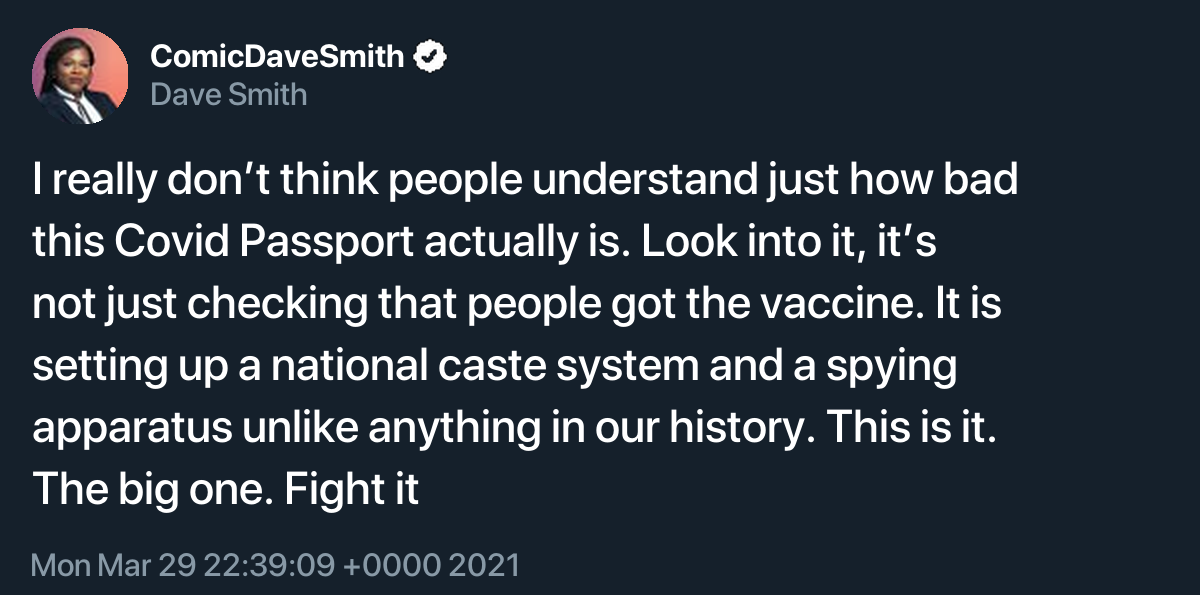 ComicDaveSmith
Dave Smith
I really don’t think people understand just how bad
this Covid Passport actually is. Look into it, it’s
not just checking that people got the vaccine. It is
setting up a national caste system and a spying
apparatus unlike anything in our history. This is it.
The big one. Fight it
Mon Mar 29 22:39:09 +0000 2021